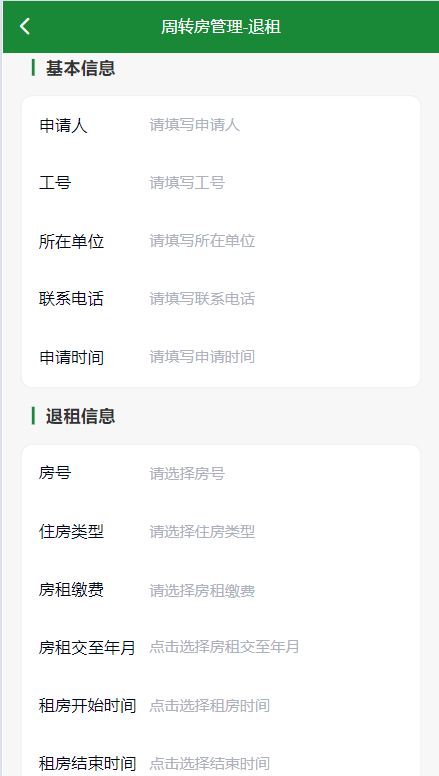 周转房管理-退租
基本信息
申请人 请填写申请人
工号 请填写工号
所在单位 请填写所在单位
联系电话 请填写联系电话
申请时间 请填写申请时间
退租信息
房号 请选择房号
住房类型 请选择住房类型
房租缴费 请选择房租缴费
房租交至年月 点击选择房租交至年月
租房开始时间 点击选择租房时间
租房结束时间 点击选择结束时间